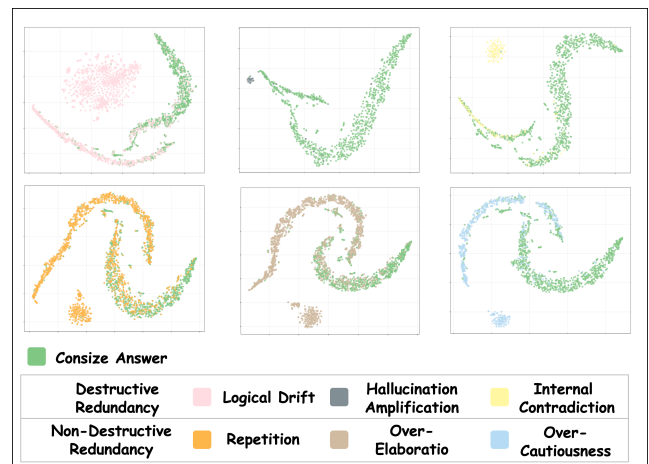 Consize Answer
Destructive
Redundancy
Logical Drift
Hallucination
Amplification
Internal
Contradiction
Non-Destructive
Redundancy
Repetition
Over-
Elaboratio
Over-
Cautiousness